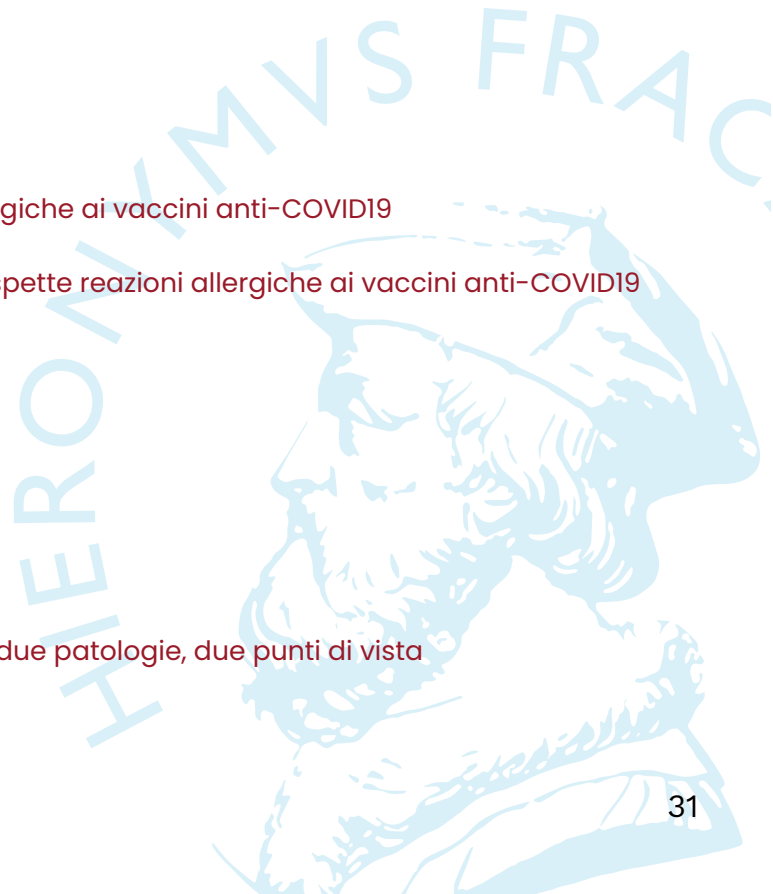 HIERONYMVS FRAC
giche ai vaccini anti-COVID19
spette reazioni allergiche ai vaccini anti-COVID19
due patologie, due punti di vista
31